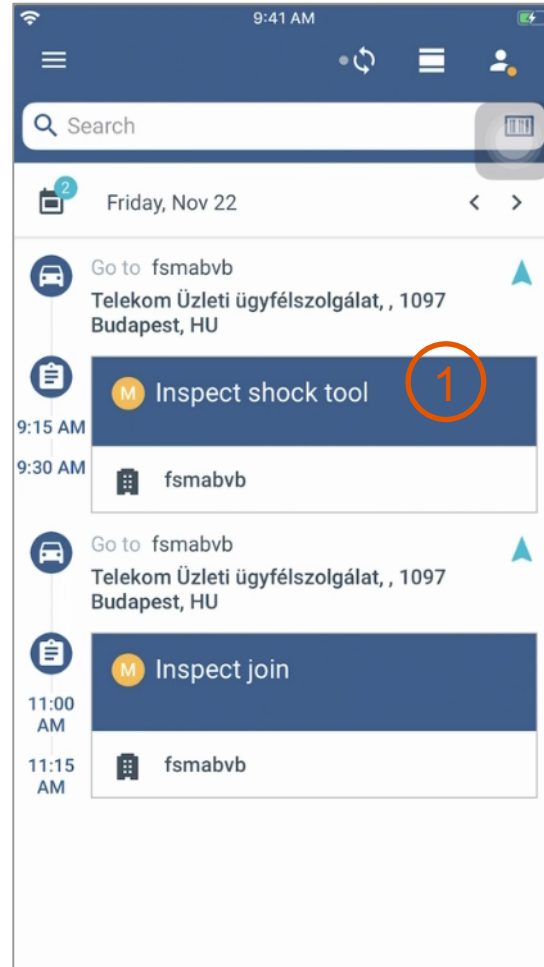 9:41 AM
Search
2
Friday, Nov 22
Go to fsmabvb
Telekom Üzleti ügyfélszolgálat, , 1097
Budapest, HU
M Inspect shock tool
1
9:15 AM
9:30 AM
fsmabvb
Go to fsmabvb
Telekom Üzleti ügyfélszolgálat, , 1097
Budapest, HU
M Inspect join
11:00
AM
11:15
AM
fsmabvb